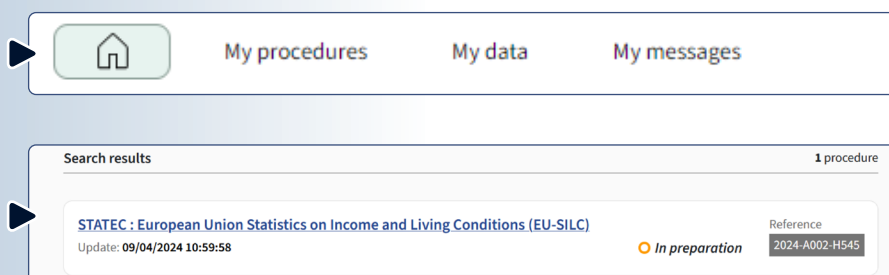 My procedures My data My messages
Search results 1 procedure
STATEC : European Union Statistics on Income and Living Conditions (EU-SILC)
Reference
Update: 09/04/2024 10:59:58 In preparation 2024-A002-H545